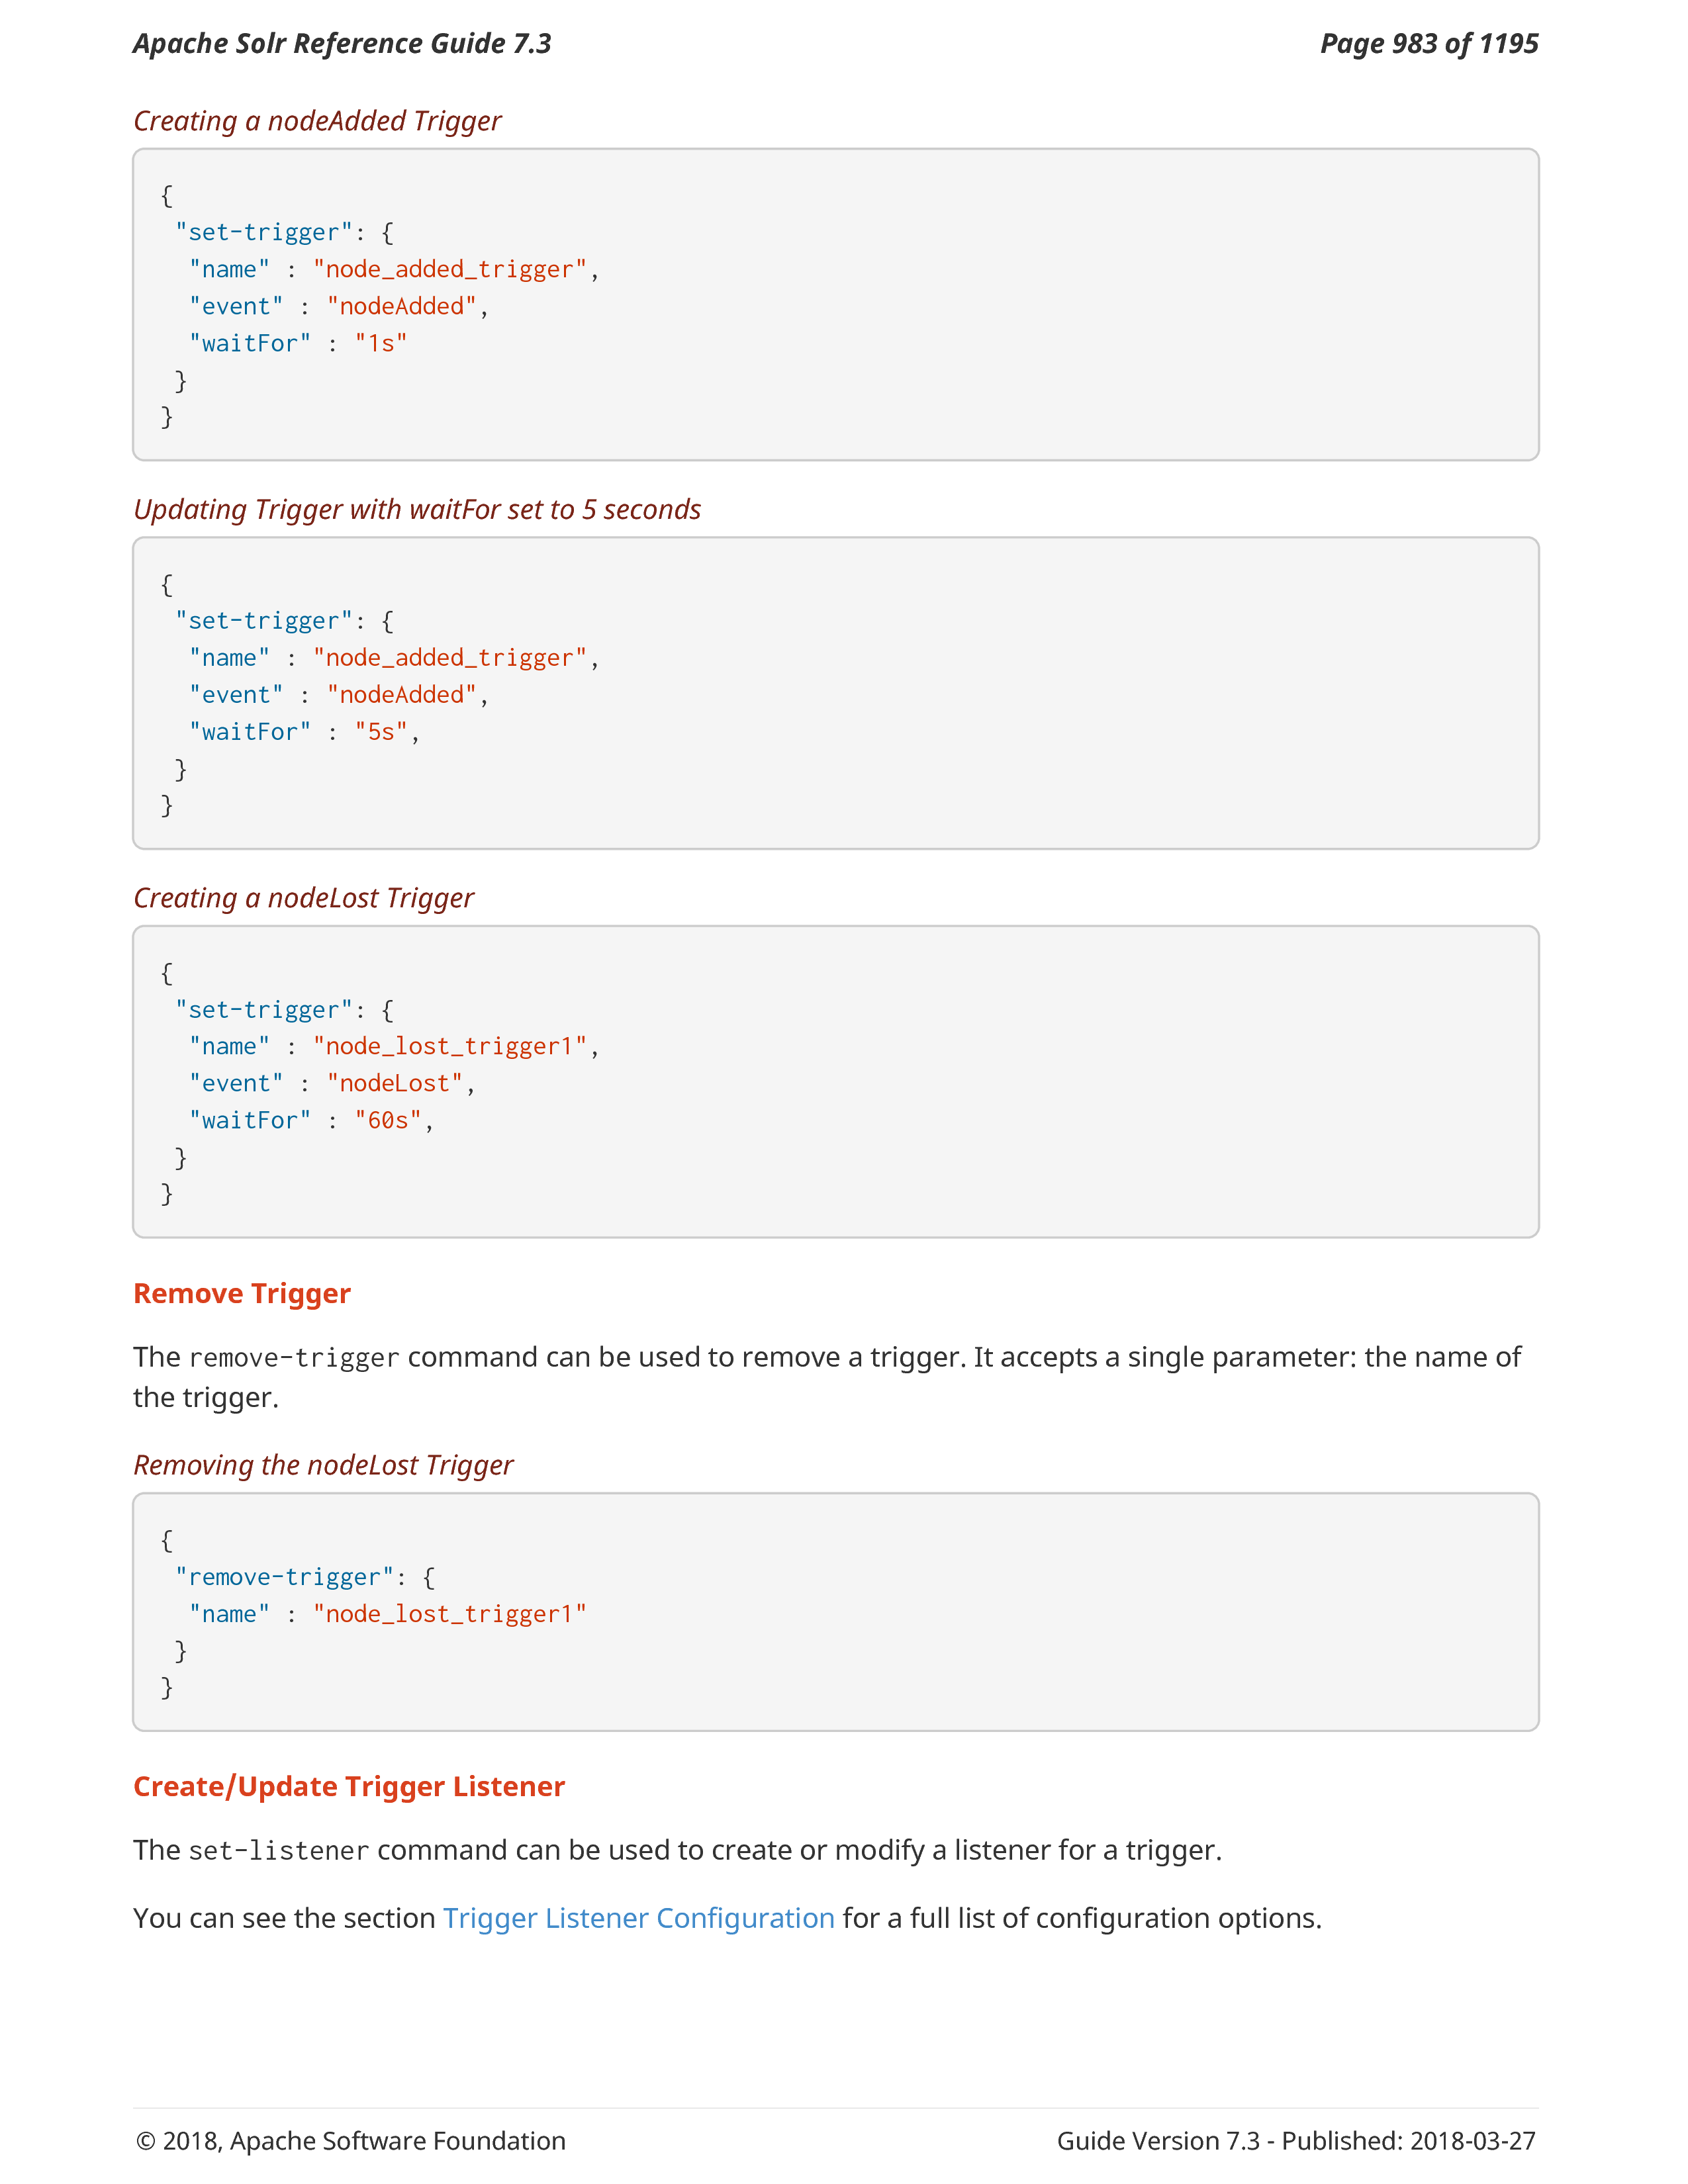 Apache Solr Reference Guide 7.3 Page 983 of 1195
Creating a nodeAdded Trigger
{
 "set-trigger": {
  "name" : "node_added_trigger",
  "event" : "nodeAdded",
  "waitFor" : "1s"
 }
}
Updating Trigger with waitFor set to 5 seconds
{
 "set-trigger": {
  "name" : "node_added_trigger",
  "event" : "nodeAdded",
  "waitFor" : "5s",
 }
}
Creating a nodeLost Trigger
{
 "set-trigger": {
  "name" : "node_lost_trigger1",
  "event" : "nodeLost",
  "waitFor" : "60s",
 }
}
Remove Trigger
The remove-trigger command can be used to remove a trigger. It accepts a single parameter: the name of
the trigger.
Removing the nodeLost Trigger
{
 "remove-trigger": {
  "name" : "node_lost_trigger1"
 }
}
Create/Update Trigger Listener
The set-listener command can be used to create or modify a listener for a trigger.
You can see the section Trigger Listener Configuration for a full list of configuration options.
© 2018, Apache Software Foundation Guide Version 7.3 - Published: 2018-03-27